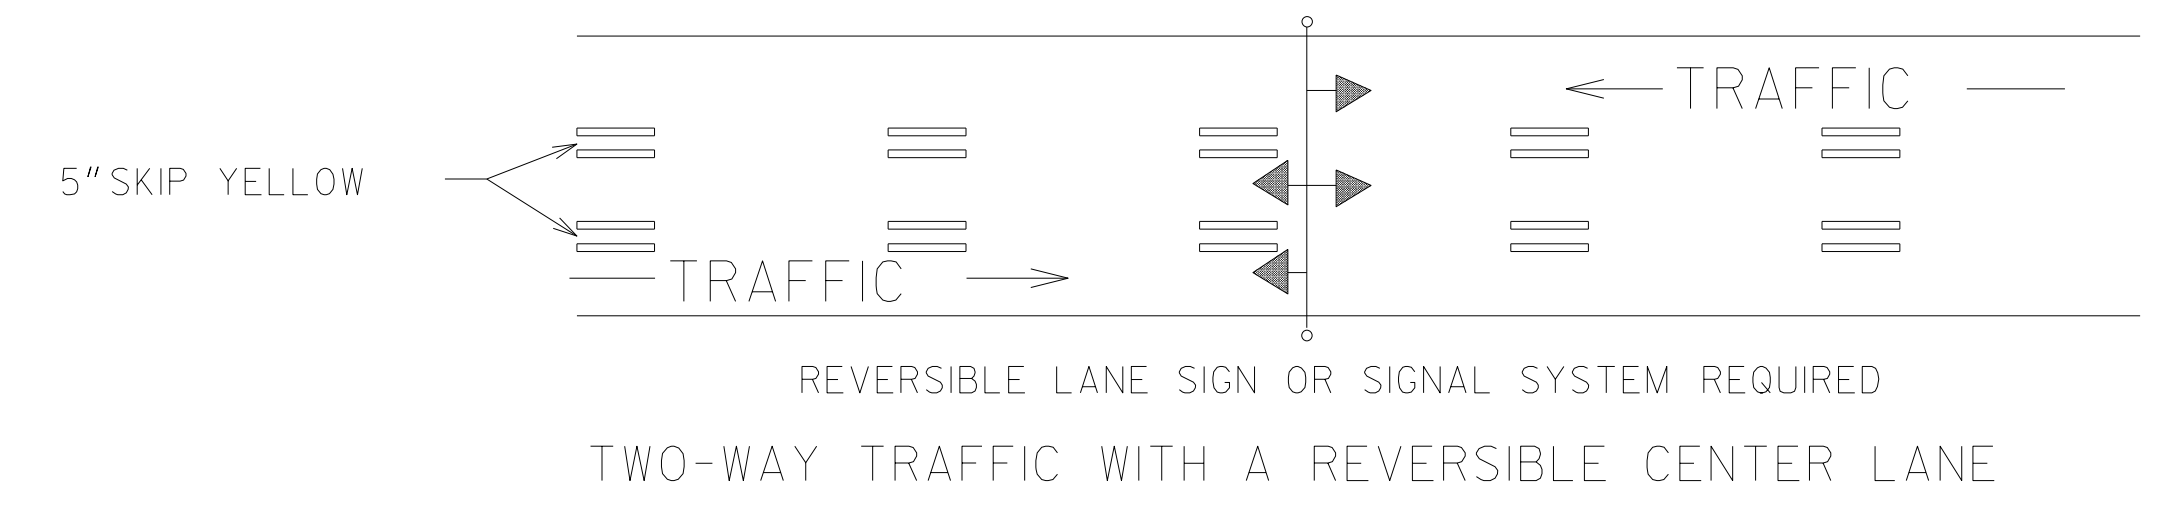 TRAFFIC
5"SKIP YELLOW
TRAFFIC
REVERSIBLE LANE SIGN OR SIGNAL SYSTEM REQUIRED
TWO-WAY TRAFFIC WITH A REVERSIBLE CENTER LANE